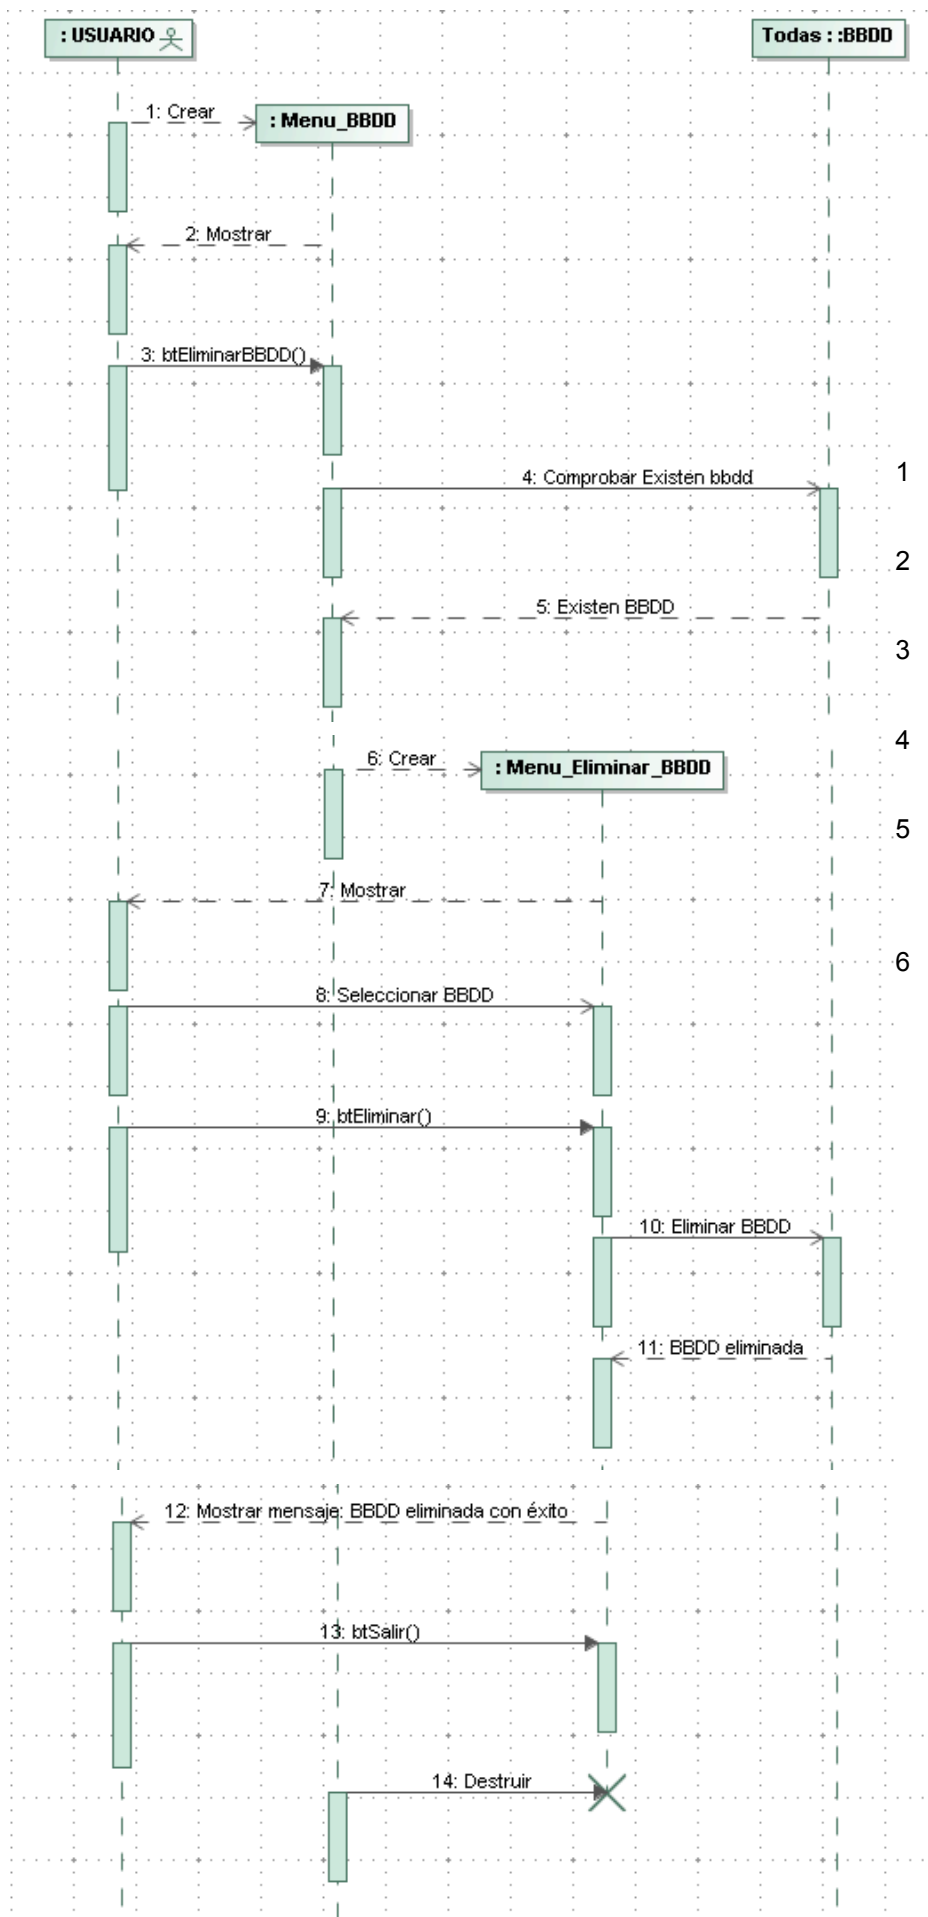 : USUARIO
Todas : :BBDD
1: Crear
: Menu_BBDD
2: Mostrar
3: btEliminarBBDD()
4: Comprobar Existen bbdd
1
2
5: Existen BBDD
3
4
6: Crear
: Menu_Eliminar_BBDD
5
7: Mostrar
6
8: Seleccionar BBDD
9: btEliminar()
10: Eliminar BBDD
11: BBDD eliminada
12: Mostrar mensaje: BBDD eliminada con éxito
13: btSalir()
14: Destruir